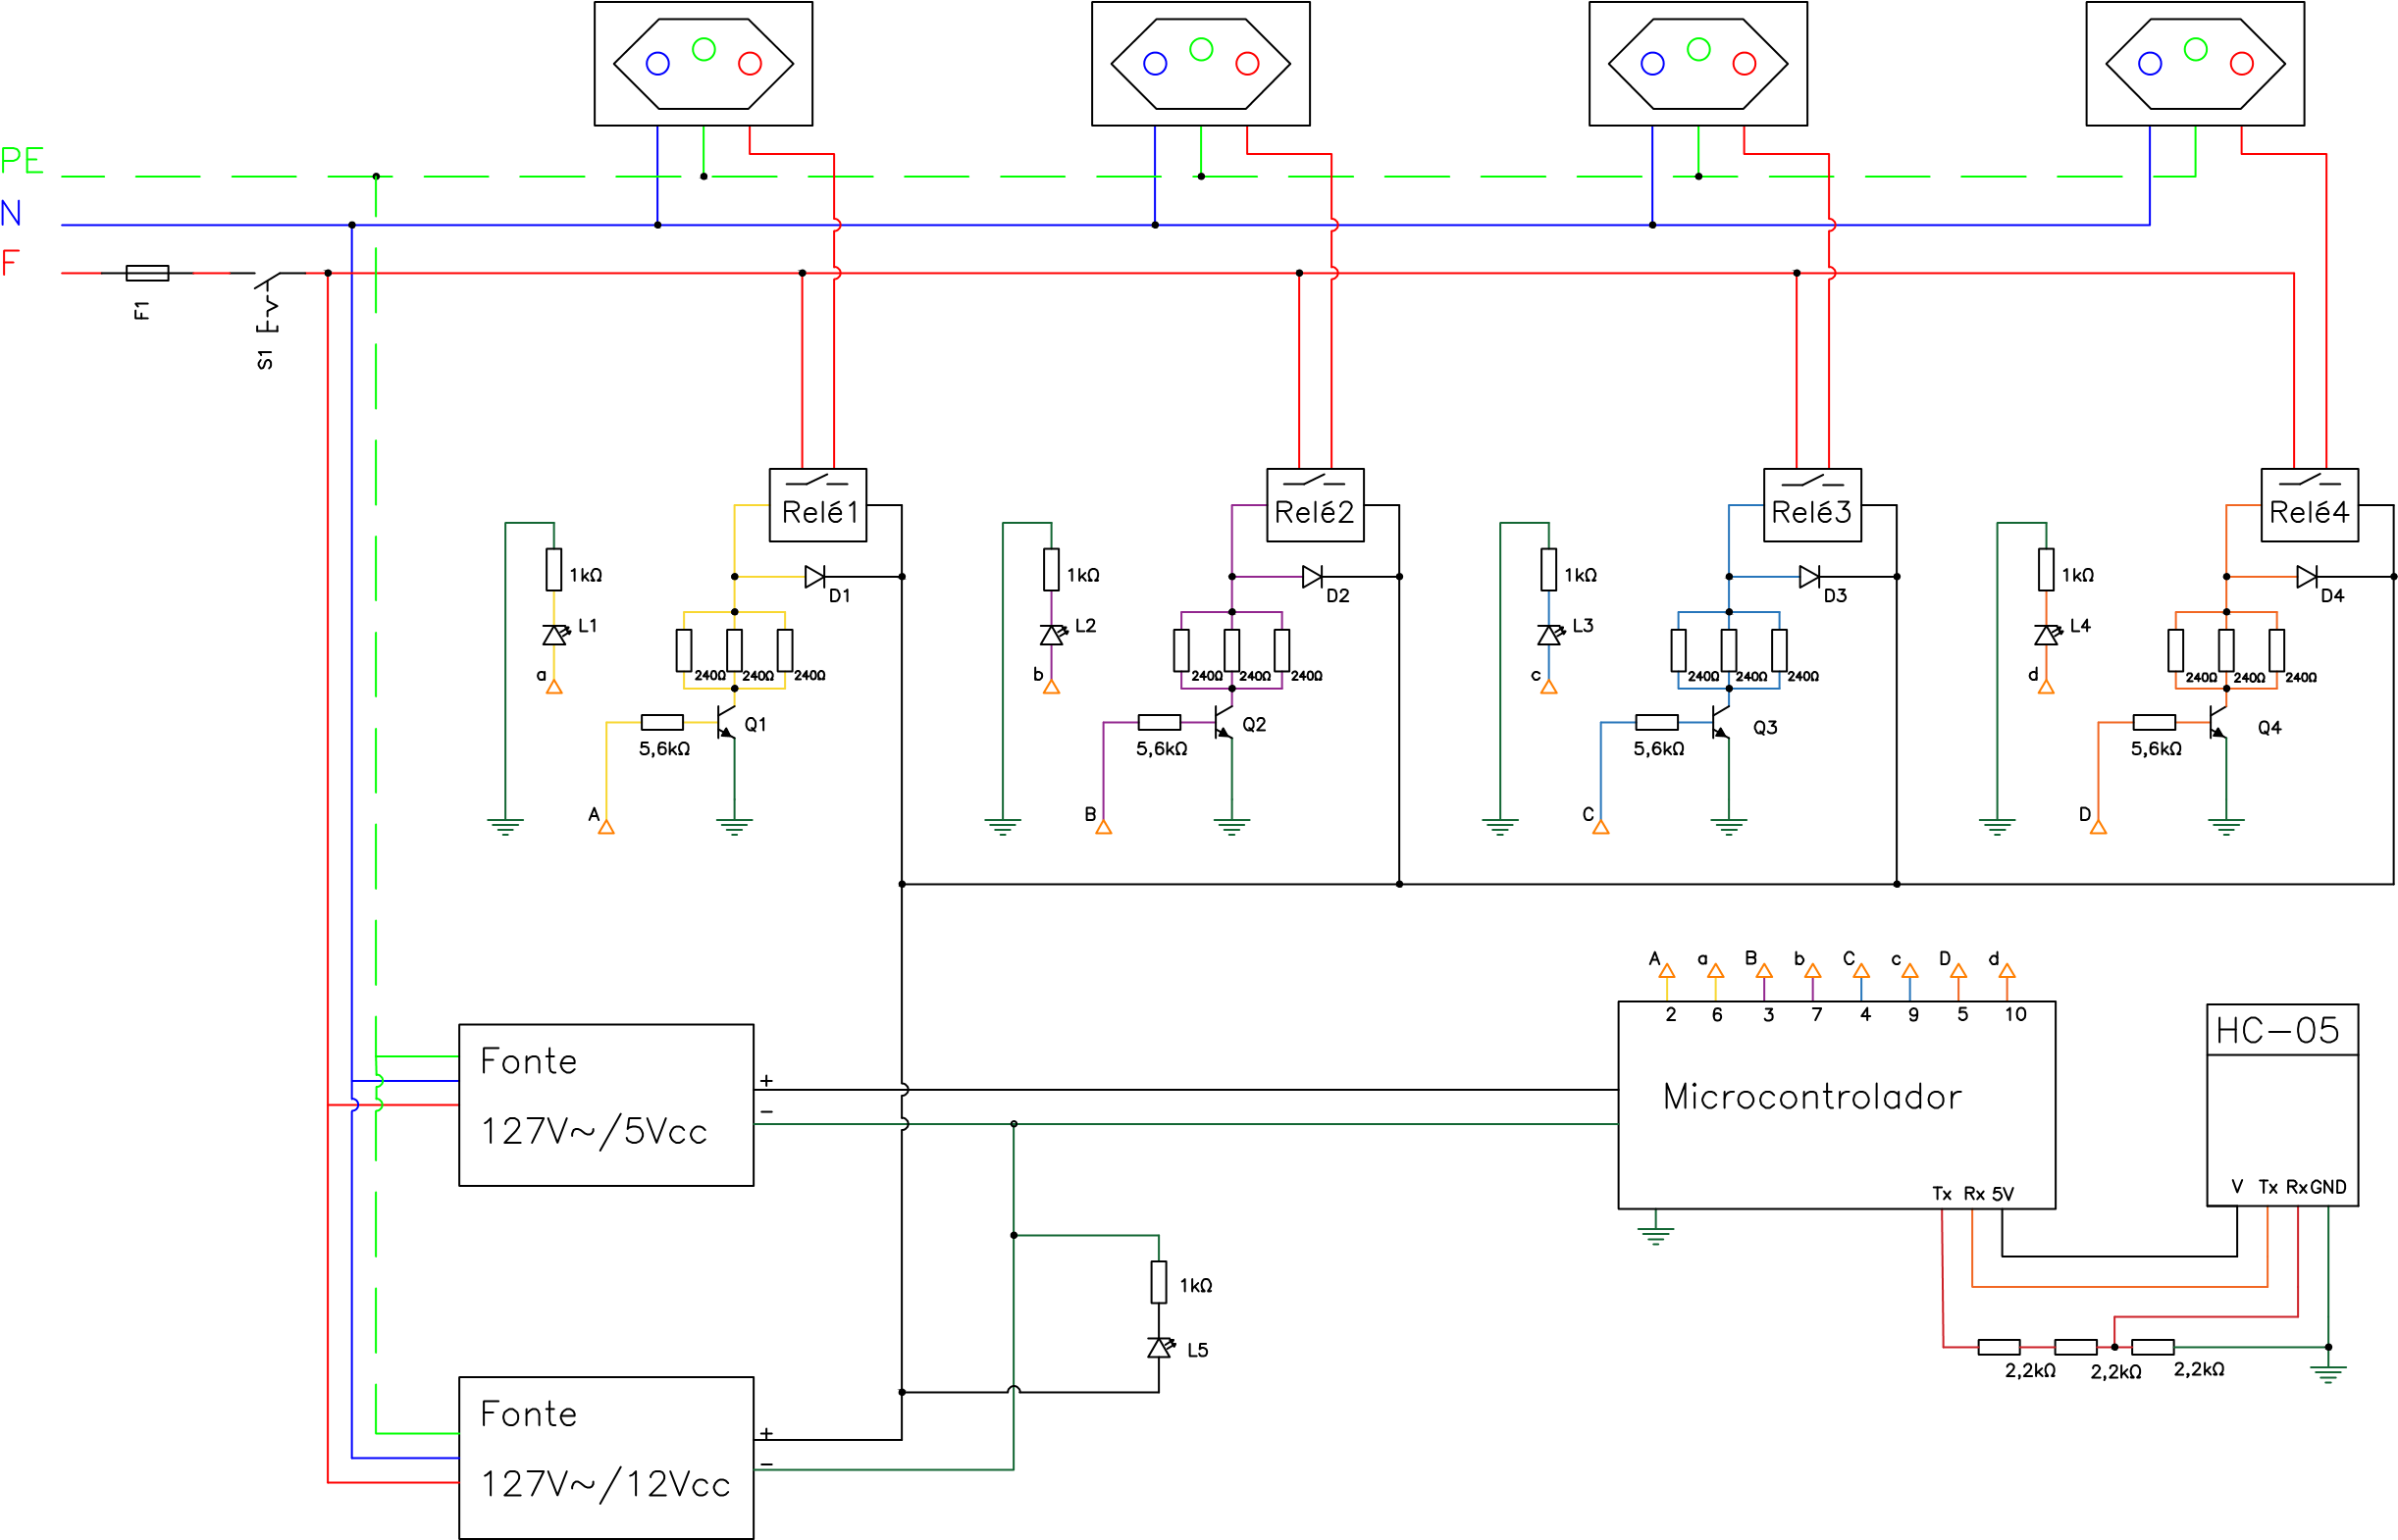 PE
N
F
F1
S1
Relé1
Relé2
Relé3
Relé4
1kΩ
D1
1kΩ
D2
1kΩ
D3
1kΩ
D4
L1
L2
L3
L4
a
240Ω 240Ω 240Ω
b
240Ω 240Ω 240Ω
c
240Ω 240Ω 240Ω
d
240Ω 240Ω 240Ω
Q1
Q2
Q3
Q4
5,6kΩ
5,6kΩ
5,6kΩ
5,6kΩ
A
B
C
D
A a B b C c D d
2 6 3 7 4 9 5 10
HC-05
Fonte
127V~/5Vcc
+
−
Microcontrolador
Tx Rx 5V
V Tx Rx GND
1kΩ
L5
2,2kΩ 2,2kΩ 2,2kΩ
Fonte
127V~/12Vcc
+
−